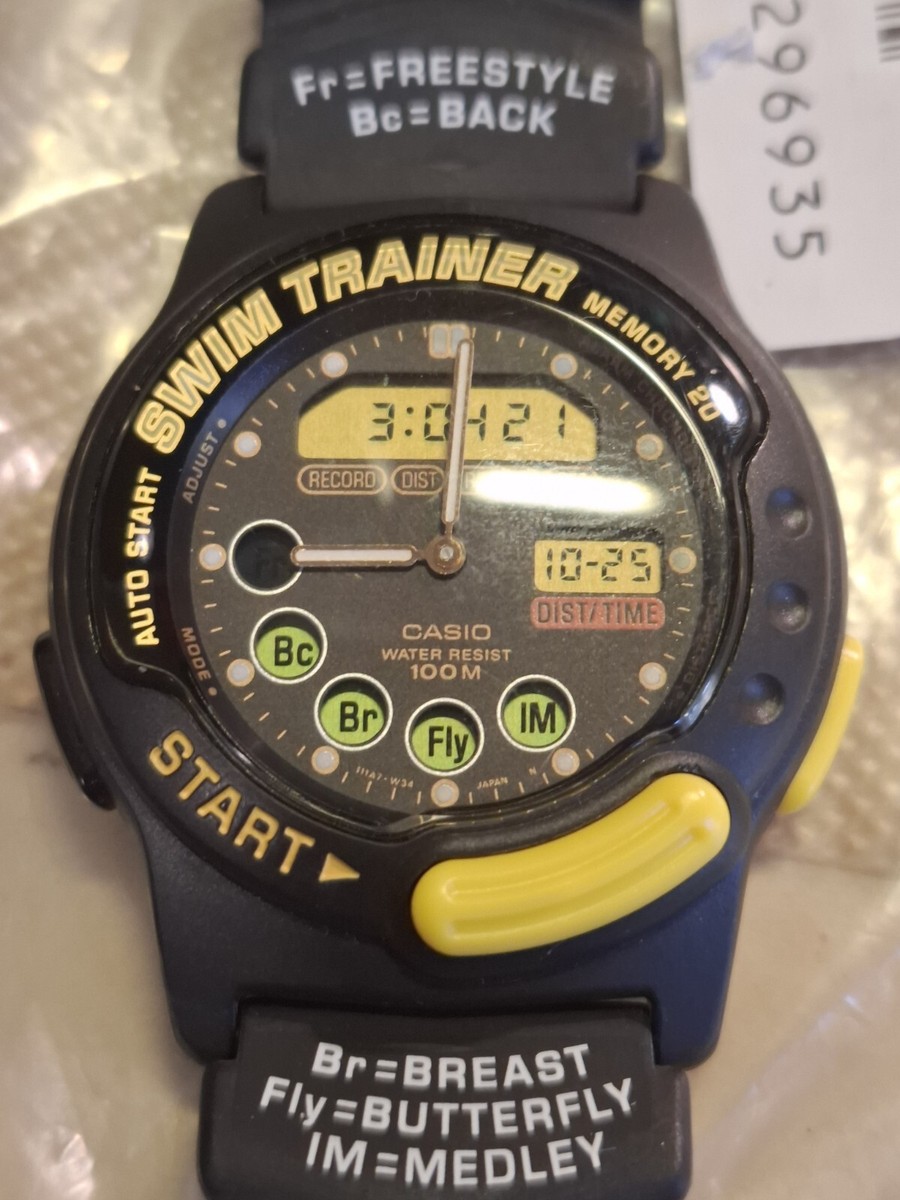 296935
Fr=FREESTYLE
Bc=BACK
AUTO START SWIM TRAINER MEMORY 20
ADJUST
3:04 21
RECORD DIST
10-25
DIST/TIME
CASIO
WATER RESIST
100M
MODE
Bc
Br
Fly
IM
JAPAN N
START
Br=BREAST
Fly=BUTTERFLY
IM=MEDLEY